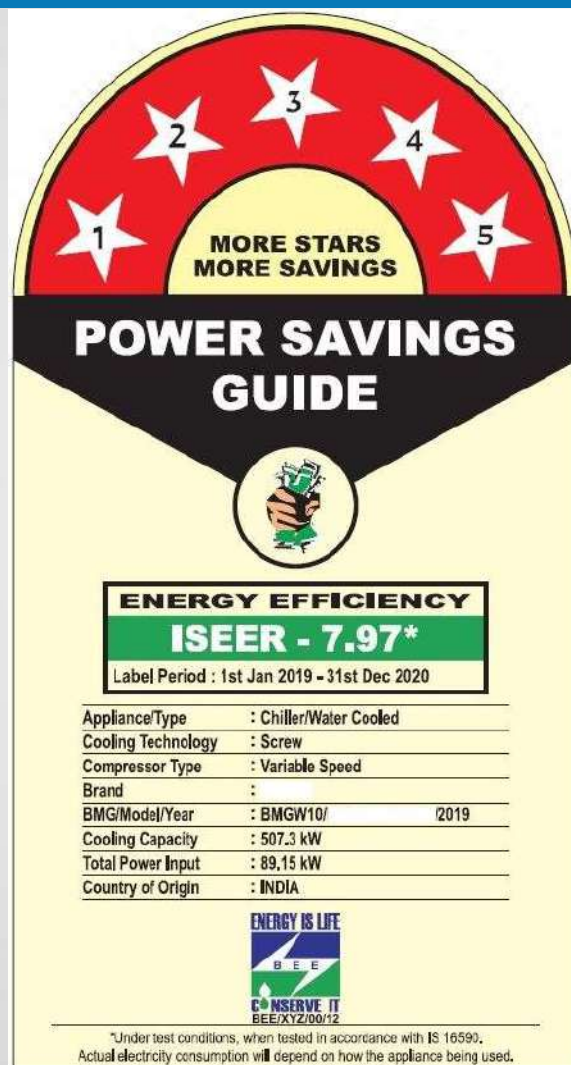 1
2
3
4
5
MORE STARS
MORE SAVINGS
POWER SAVINGS
GUIDE
ENERGY EFFICIENCY
ISEER - 7.97*
Label Period : 1st Jan 2019 - 31st Dec 2020
Appliance/Type : Chiller/Water Cooled
Cooling Technology : Screw
Compressor Type : Variable Speed
Brand :
BMG/Model/Year : BMGW10/ /2019
Cooling Capacity : 507.3 kW
Total Power Input : 89.15 kW
Country of Origin : INDIA
ENERGY IS LIFE
B E E
CONSERVE IT
BEE/XYZ/00/12
*Under test conditions, when tested in accordance with IS 16590.
Actual electricity consumption will depend on how the appliance being used.